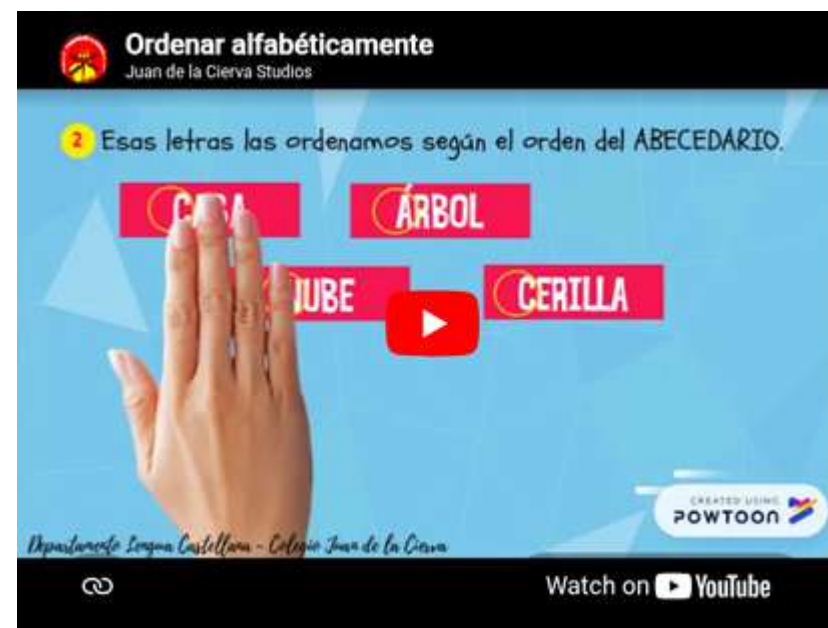 Ordenar alfabéticamente
Juan de la Cierva Studios
2 Esas letras las ordenamos según el orden del ABECEDARIO.
ÁRBOL
CERILLA
CREATED USING
POWTOON
Departamento Lengua Castellana - Colegio Juan de la Cierva
Watch on YouTube